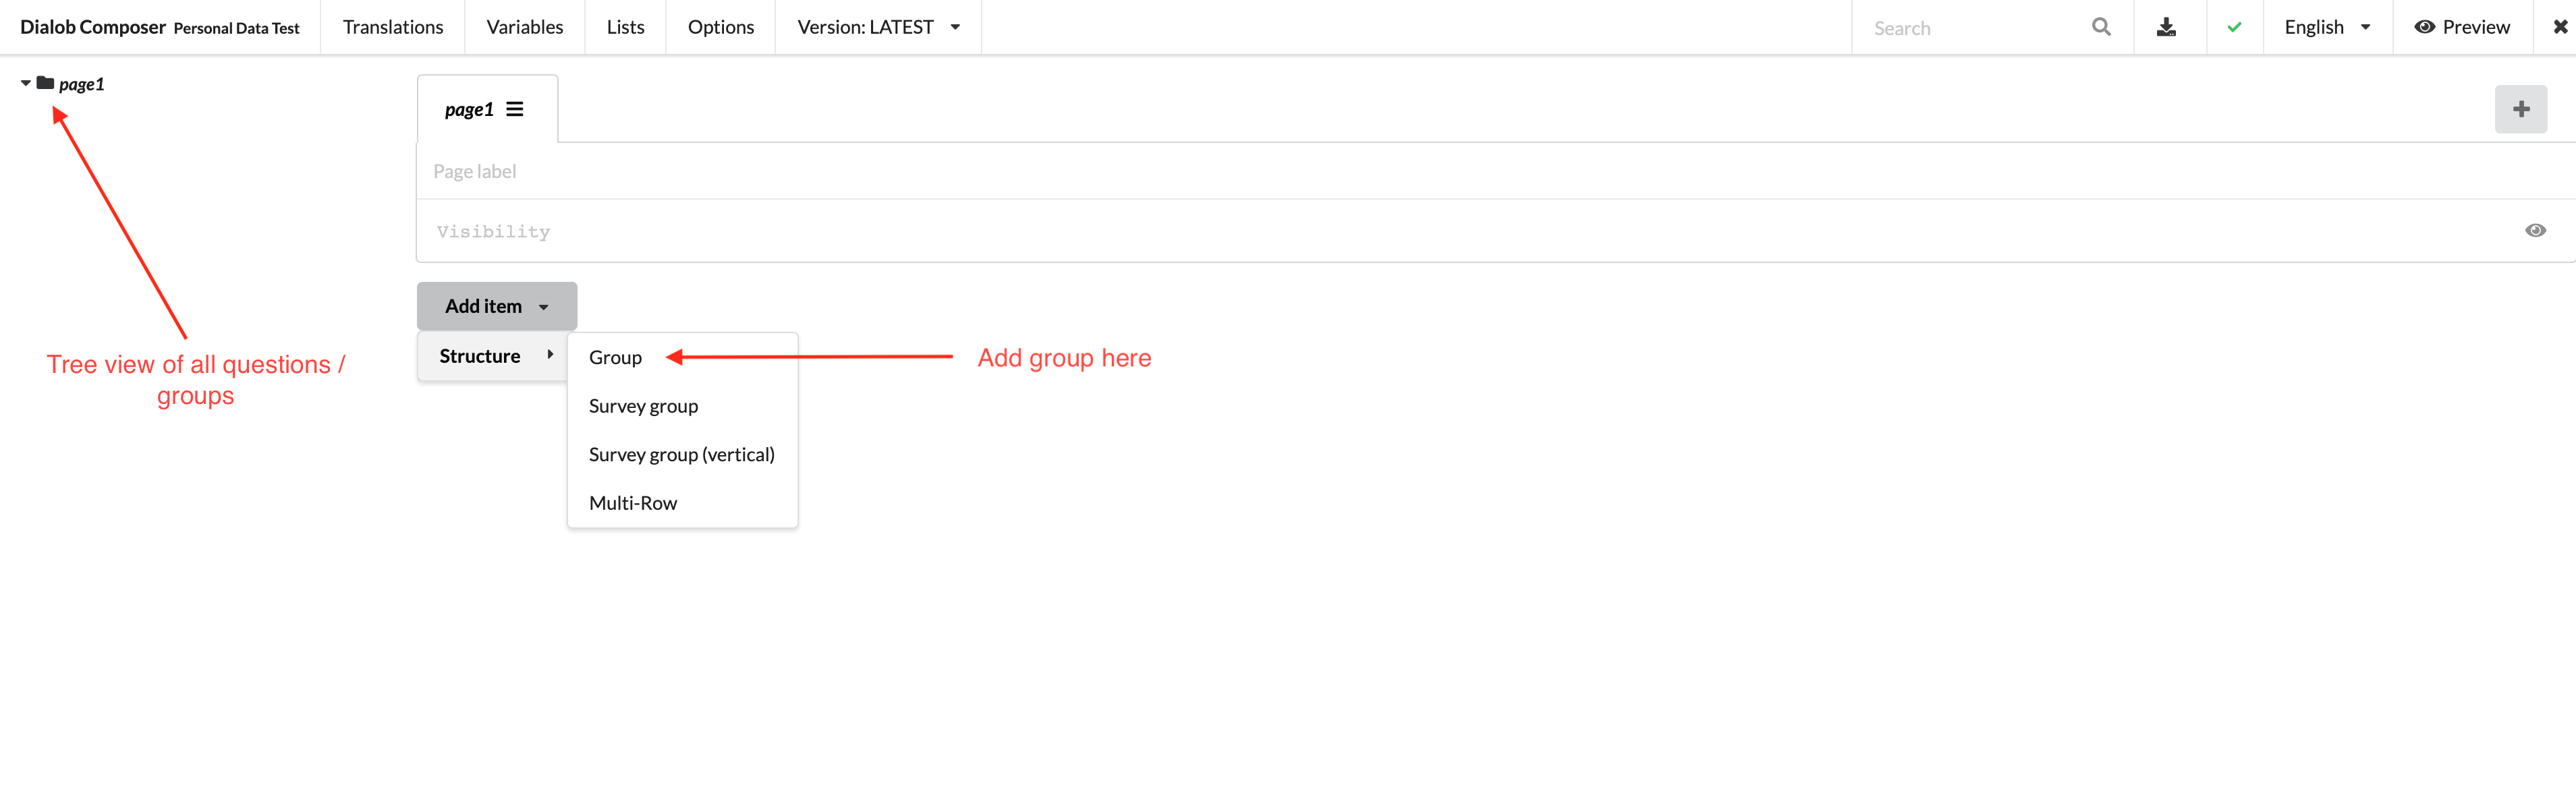 Dialob Composer Personal Data Test Translations Variables Lists Options Version: LATEST Search English Preview
page1
page1
Page label
Visibility
Add item
Structure
Group
Add group here
Tree view of all questions /
groups
Survey group
Survey group (vertical)
Multi-Row